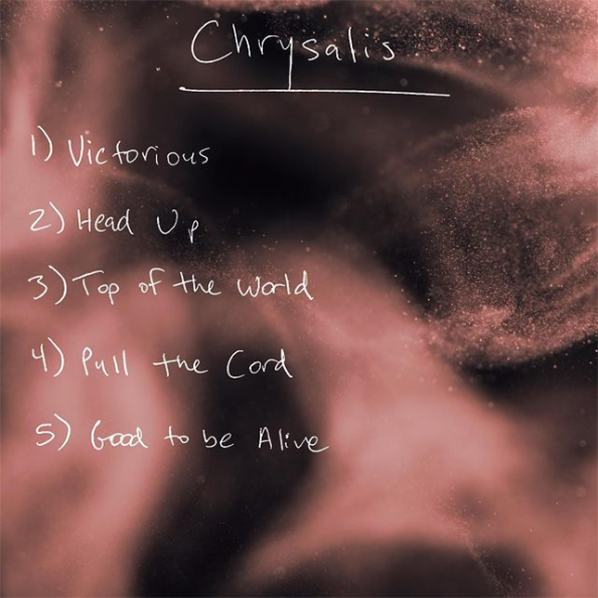 Chrysalis
1) Victorious
2) Head Up
3) Top of the World
4) Pull the Cord
5) Good to be Alive